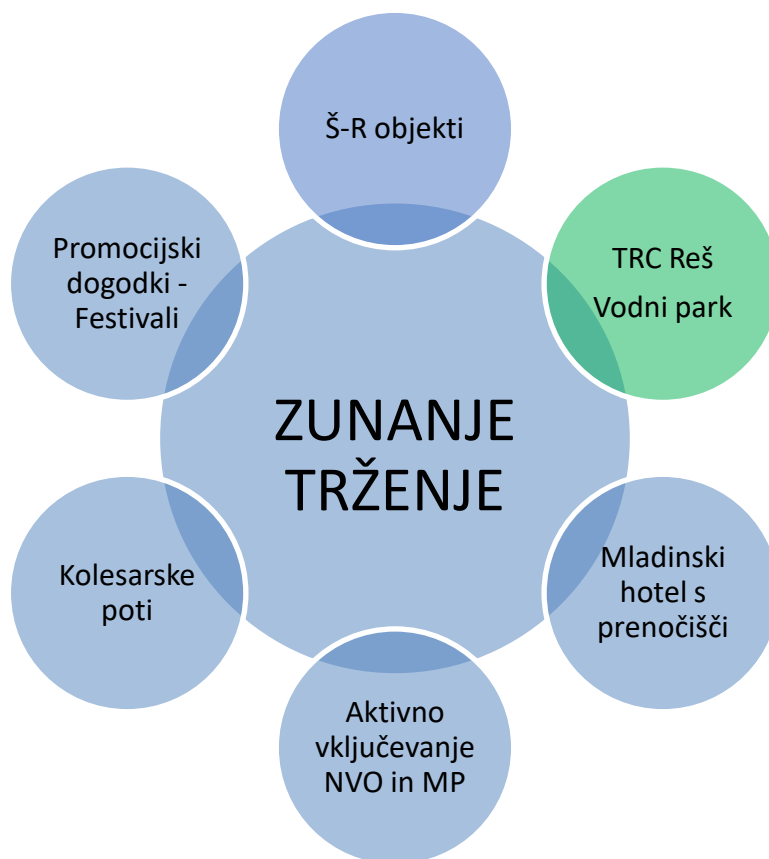 Š-R objekti
TRC Reš
Vodni park
Mladinski
hotel s
prenočišči
Aktivno
vključevanje
NVO in MP
Kolesarske
poti
Promocijski
dogodki -
Festivali
ZUNANJE
TRŽENJE